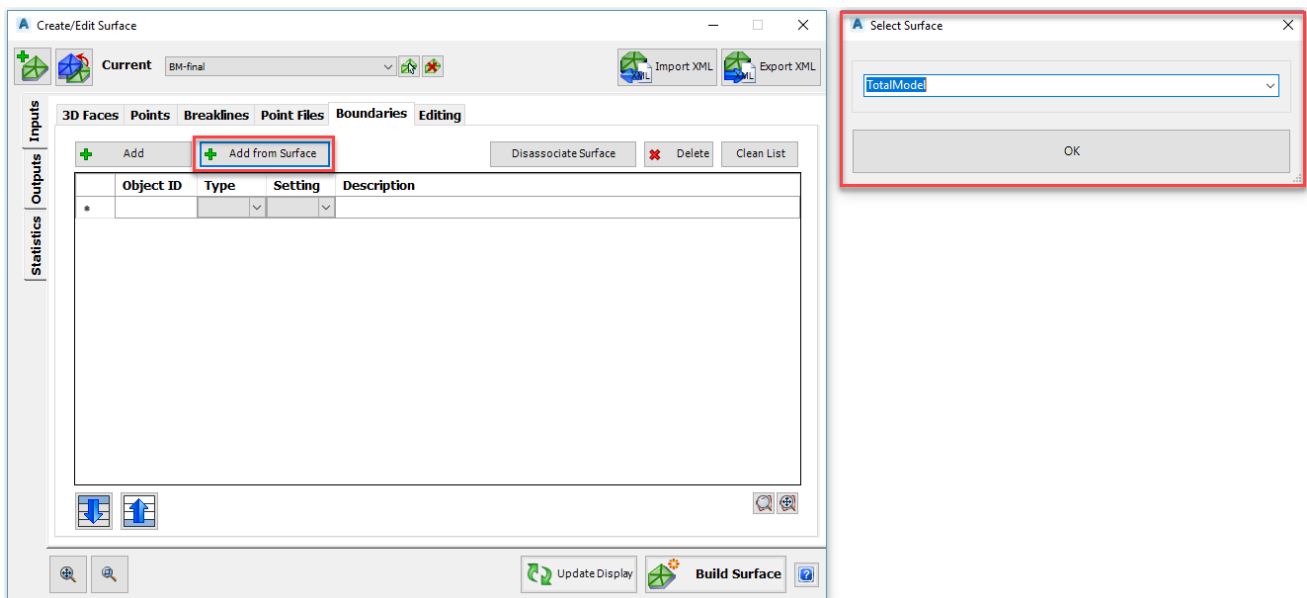 Create/Edit Surface
Current BM-final Import XML Export XML
Inputs
Outputs
Statistics
3D Faces Points Breaklines Point Files Boundaries Editing
Add Add from Surface Disassociate Surface Delete Clean List
Object ID Type Setting Description
Update Display Build Surface
Select Surface
TotalModel
OK